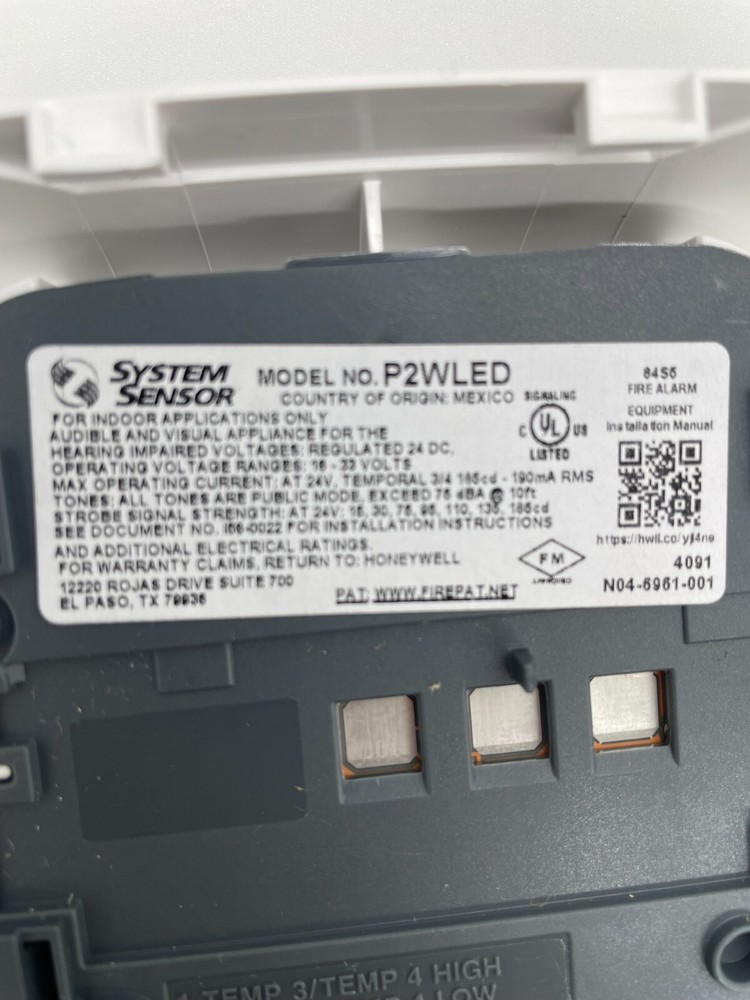 SYSTEM SENSOR
MODEL NO. P2WLED
COUNTRY OF ORIGIN: MEXICO
FOR INDOOR APPLICATIONS ONLY
AUDIBLE AND VISUAL APPLIANCE FOR THE
HEARING IMPAIRED VOLTAGES: REGULATED 24 DC,
OPERATING VOLTAGE RANGES: 16 - 33 VOLTS
MAX OPERATING CURRENT: AT 24V, TEMPORAL 3/4 185cd - 190mA RMS
TONES: ALL TONES ARE PUBLIC MODE, EXCEED 75 dBA @ 10ft
STROBE SIGNAL STRENGTH: AT 24V: 15, 30, 75, 95, 110, 135, 185cd
SEE DOCUMENT NO. I56-0022 FOR INSTALLATION INSTRUCTIONS
AND ADDITIONAL ELECTRICAL RATINGS.
FOR WARRANTY CLAIMS, RETURN TO: HONEYWELL
12220 ROJAS DRIVE SUITE 700
EL PASO, TX 79936
PAT: WWW.FIREPAT.NET
SIGNALING
C UL US
LISTED
FM
APPROVED
84S5
FIRE ALARM
EQUIPMENT
Installation Manual
4091
N04-6961-001
1 TEMP 3/TEMP 4 HIGH
LOW